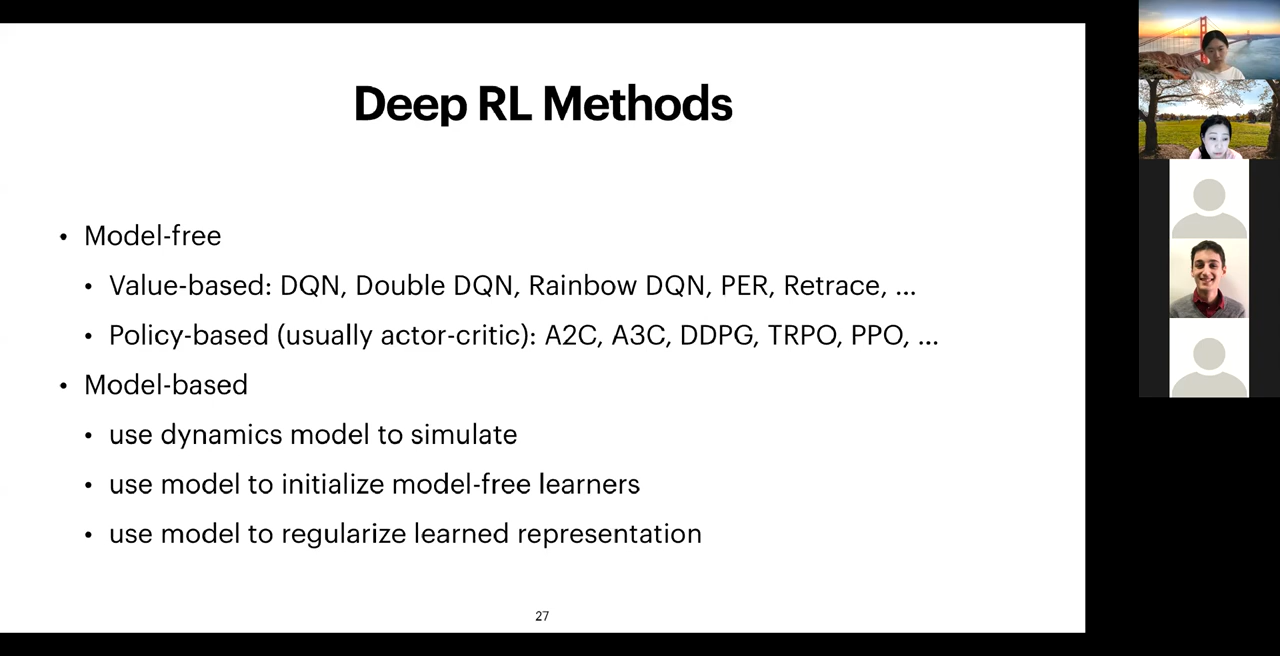 Deep RL Methods
• Model-free
• Value-based: DQN, Double DQN, Rainbow DQN, PER, Retrace, ...
• Policy-based (usually actor-critic): A2C, A3C, DDPG, TRPO, PPO, ...
• Model-based
• use dynamics model to simulate
• use model to initialize model-free learners
• use model to regularize learned representation
27